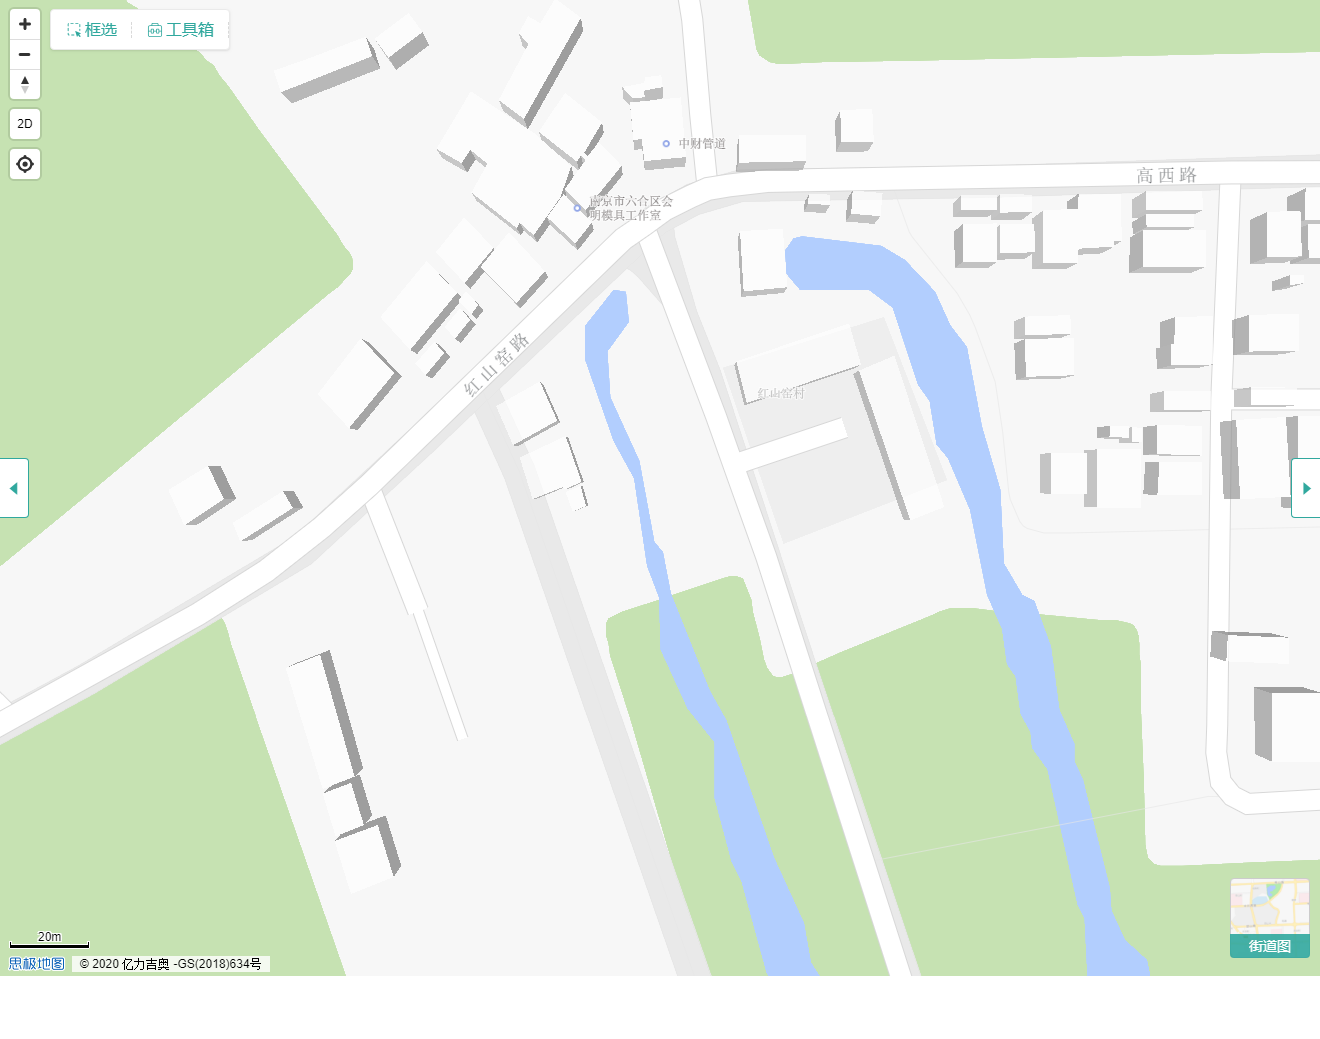 框选
工具箱
2D
中财管道
高西路
南京市六合区会
明模具工作室
红山窑路
红山窑村
20m
思极地图 © 2020 亿力吉奥 -GS(2018)634号
街道图